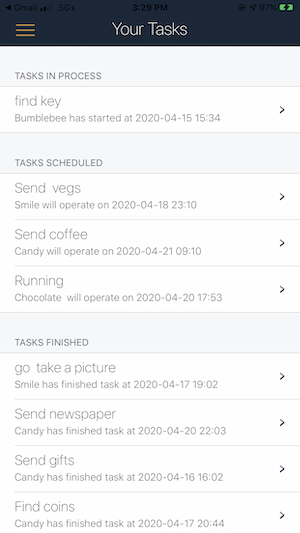 Gmail 5G 3:29 PM 97%
Your Tasks
TASKS IN PROCESS
find key
Bumblebee has started at 2020-04-15 15:34
TASKS SCHEDULED
Send  vegs
Smile will operate on 2020-04-18 23:10
Send coffee
Candy will operate on 2020-04-21 09:10
Running
Chocolate  will operate on 2020-04-20 17:53
TASKS FINISHED
go  take a picture
Smile has finished task at 2020-04-17 19:02
Send newspaper
Candy has finished task at 2020-04-20 22:03
Send gifts
Candy has finished task at 2020-04-16 16:02
Find coins
Candy has finished task at 2020-04-17 20:44